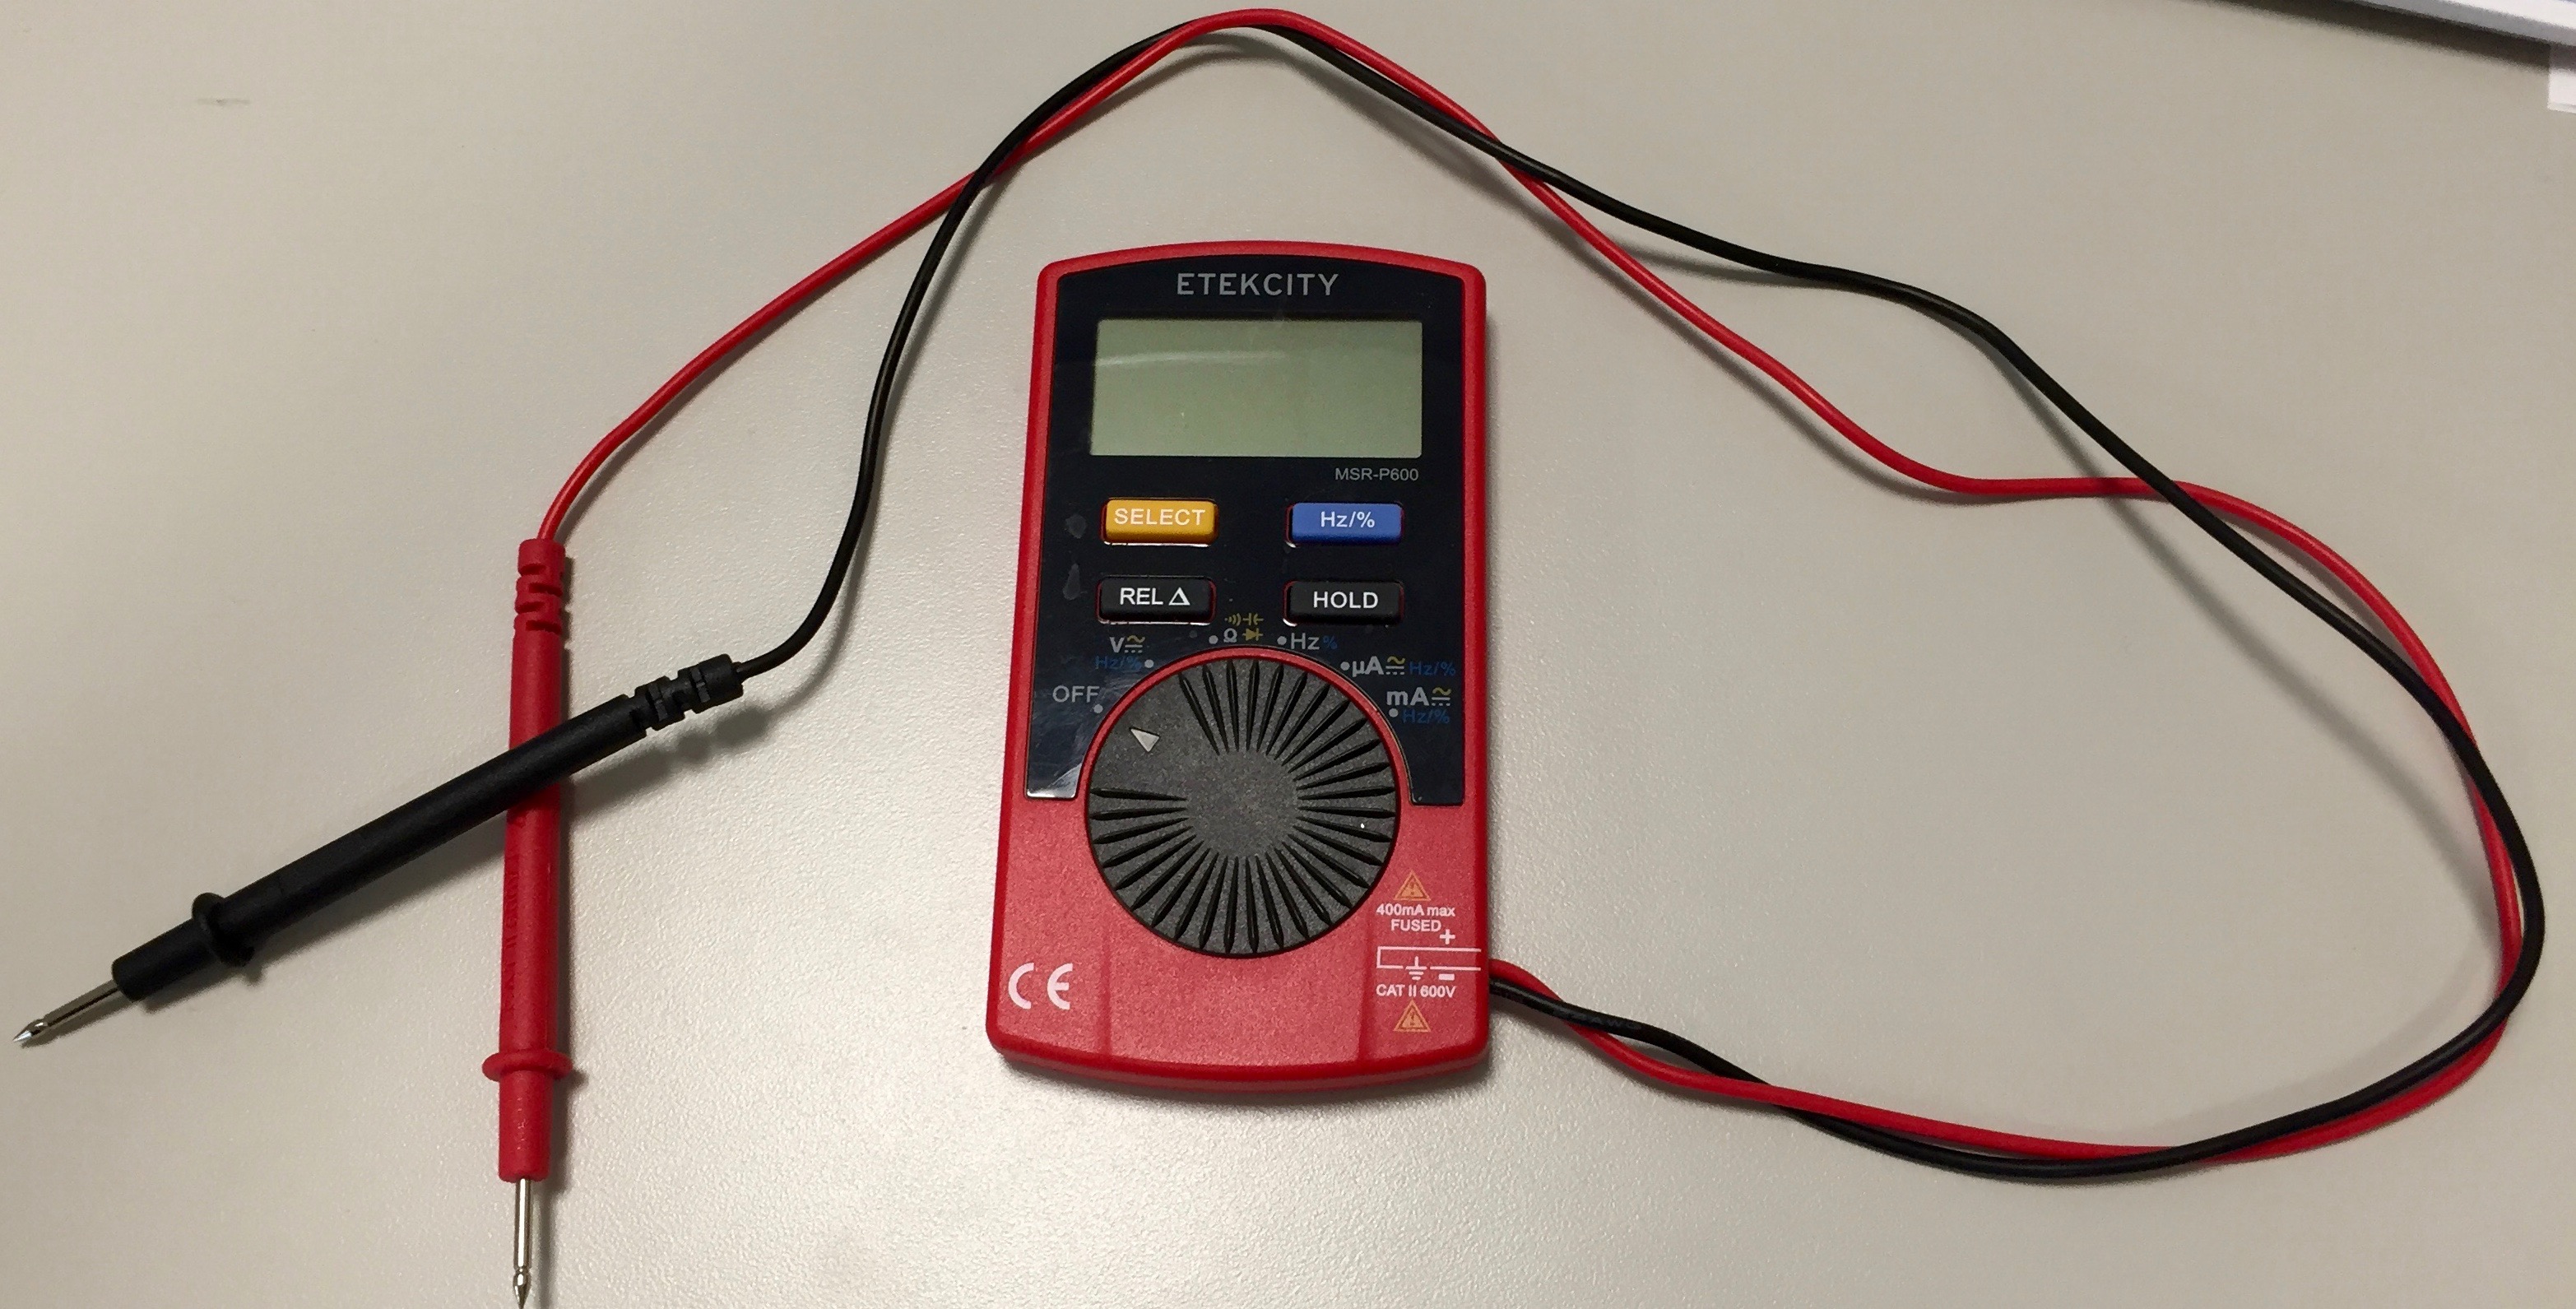 ETEKCITY
MSR-P600
SELECT
Hz/%
REL Δ
HOLD
OFF
V
Hz/%
Ω
Hz %
µA Hz/%
mA
Hz/%
400mA max
FUSED
+
-
CAT II 600V
CE